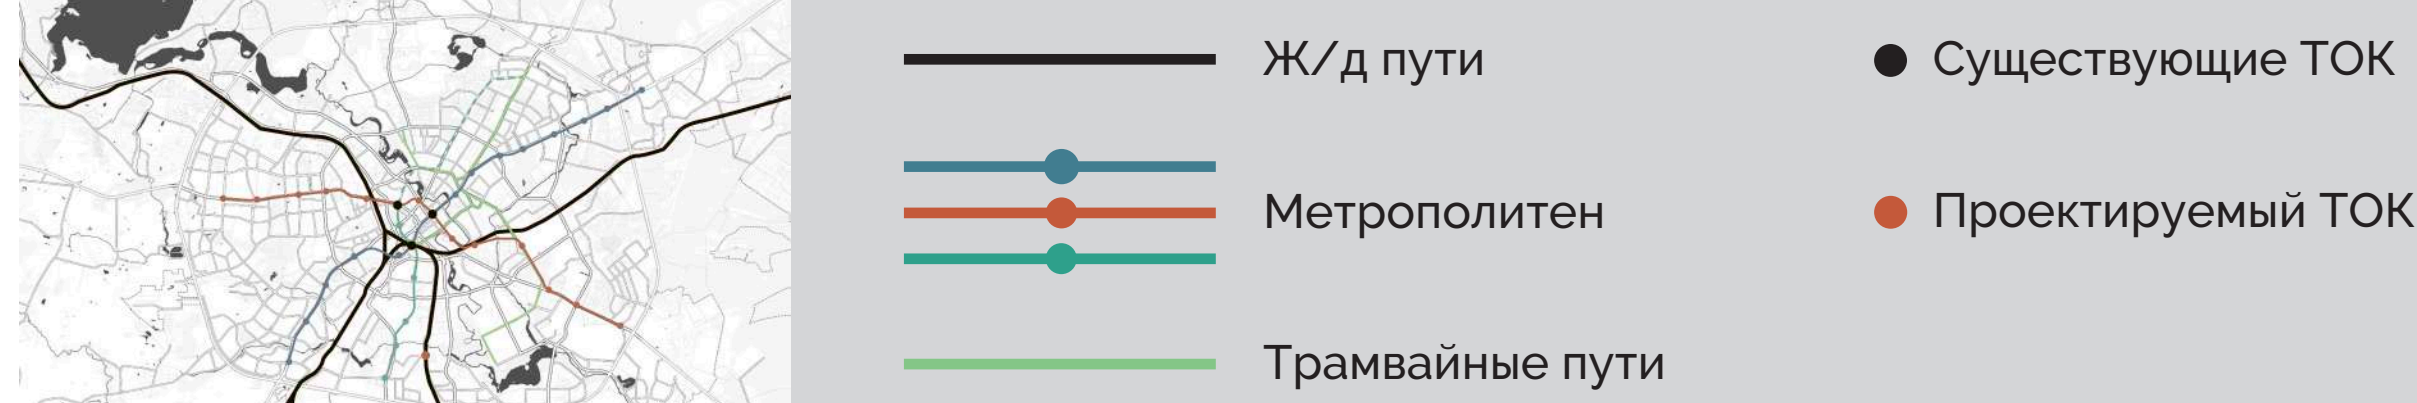 Ж/д пути
Существующие ТОК
Метрополитен
Проектируемый ТОК
Трамвайные пути